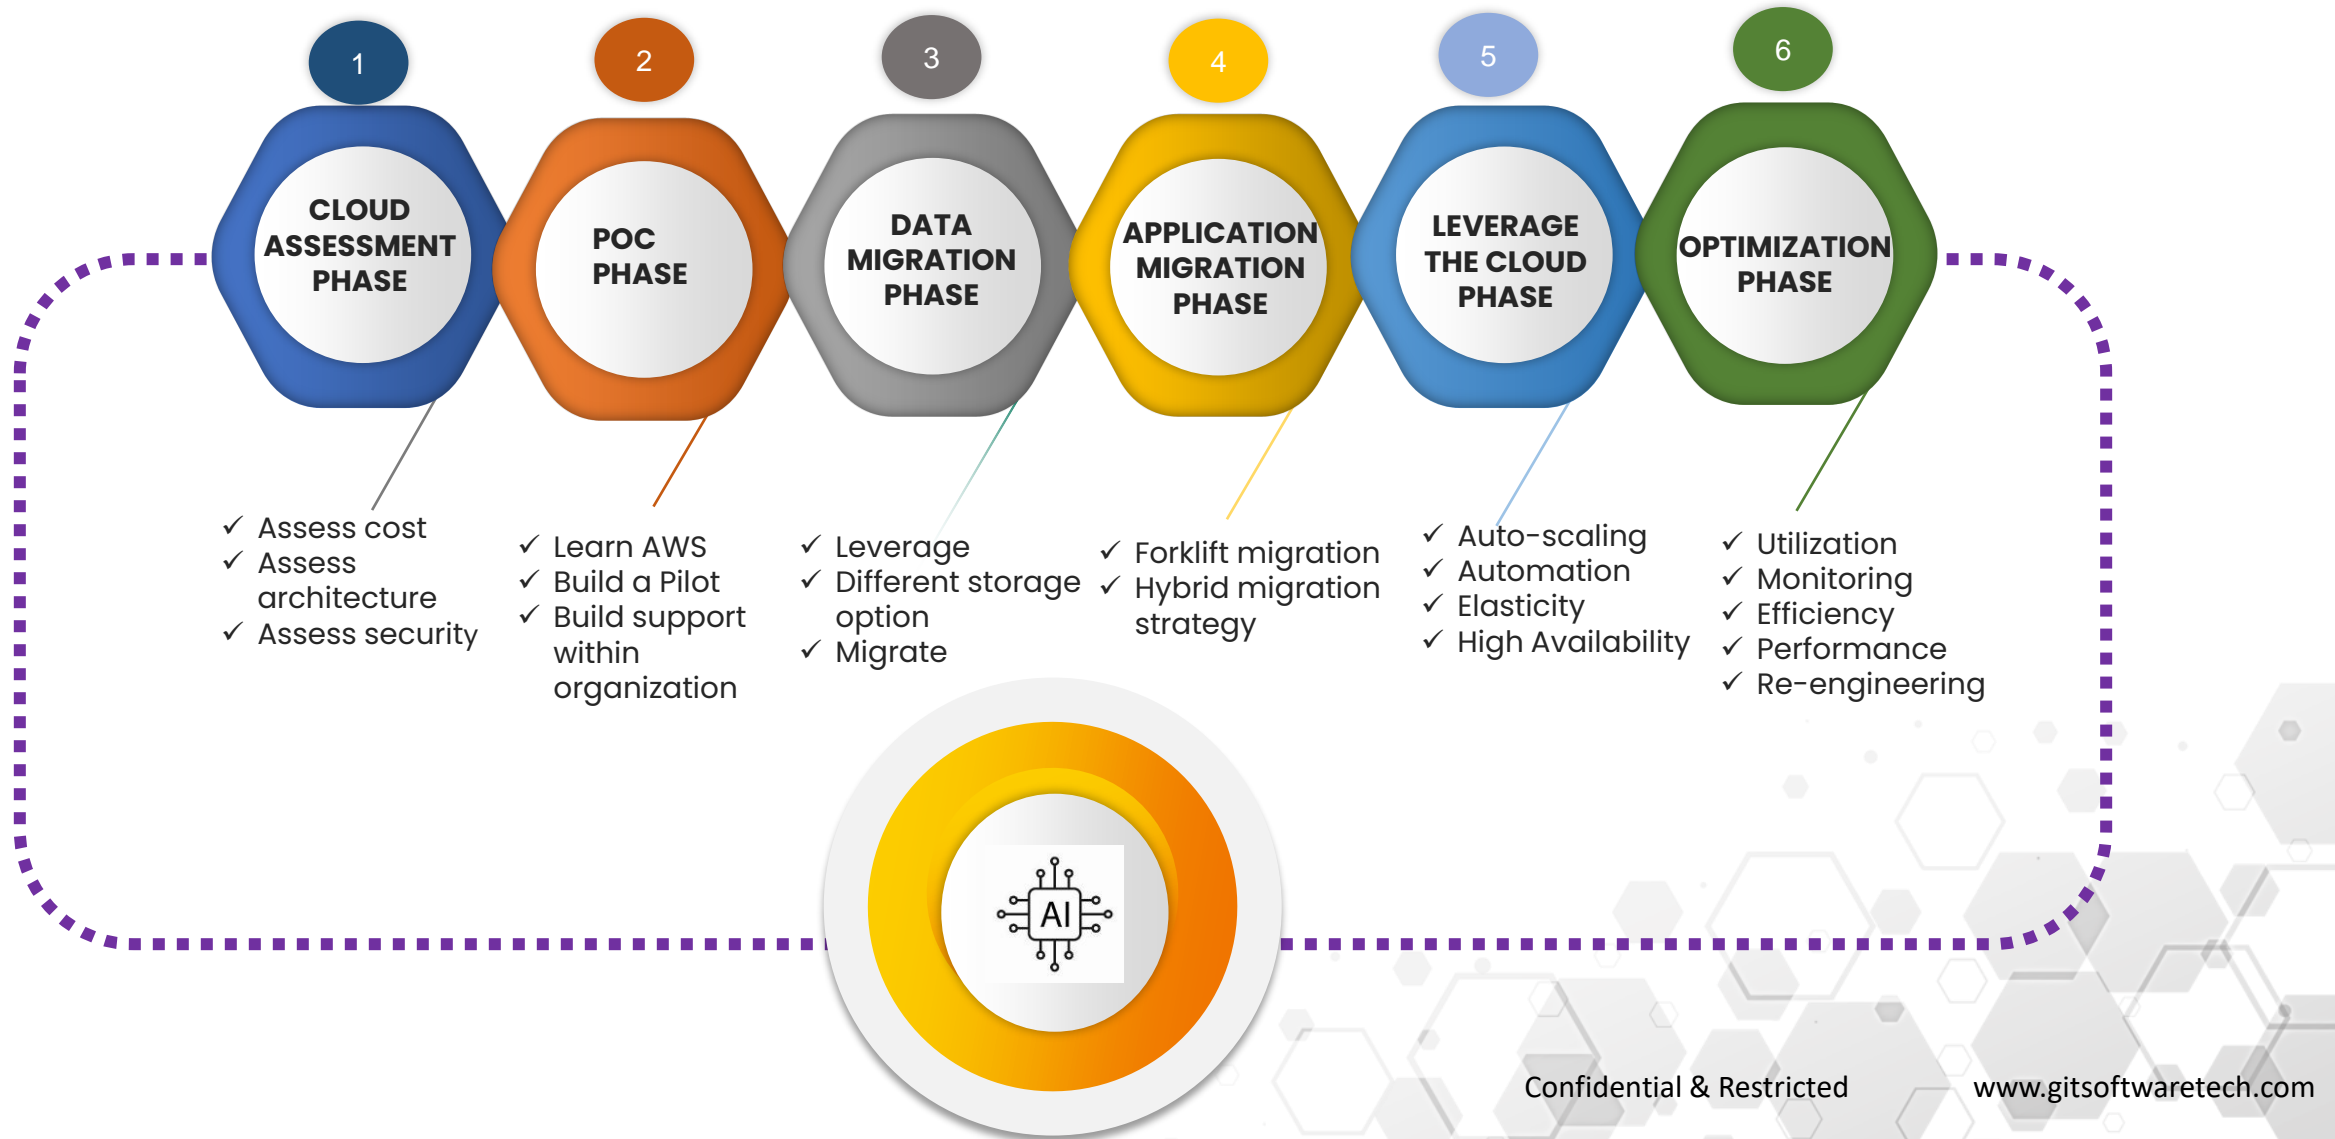 1
CLOUD
ASSESSMENT
PHASE
✓ Assess cost
✓ Assess
architecture
✓ Assess security
2
POC
PHASE
✓ Learn AWS
✓ Build a Pilot
✓ Build support
within
organization
3
DATA
MIGRATION
PHASE
✓ Leverage
✓ Different storage
option
✓ Migrate
4
APPLICATION
MIGRATION
PHASE
✓ Forklift migration
✓ Hybrid migration
strategy
5
LEVERAGE
THE CLOUD
PHASE
✓ Auto-scaling
✓ Automation
✓ Elasticity
✓ High Availability
6
OPTIMIZATION
PHASE
✓ Utilization
✓ Monitoring
✓ Efficiency
✓ Performance
✓ Re-engineering
AI
Confidential & Restricted
www.gitsoftwaretech.com